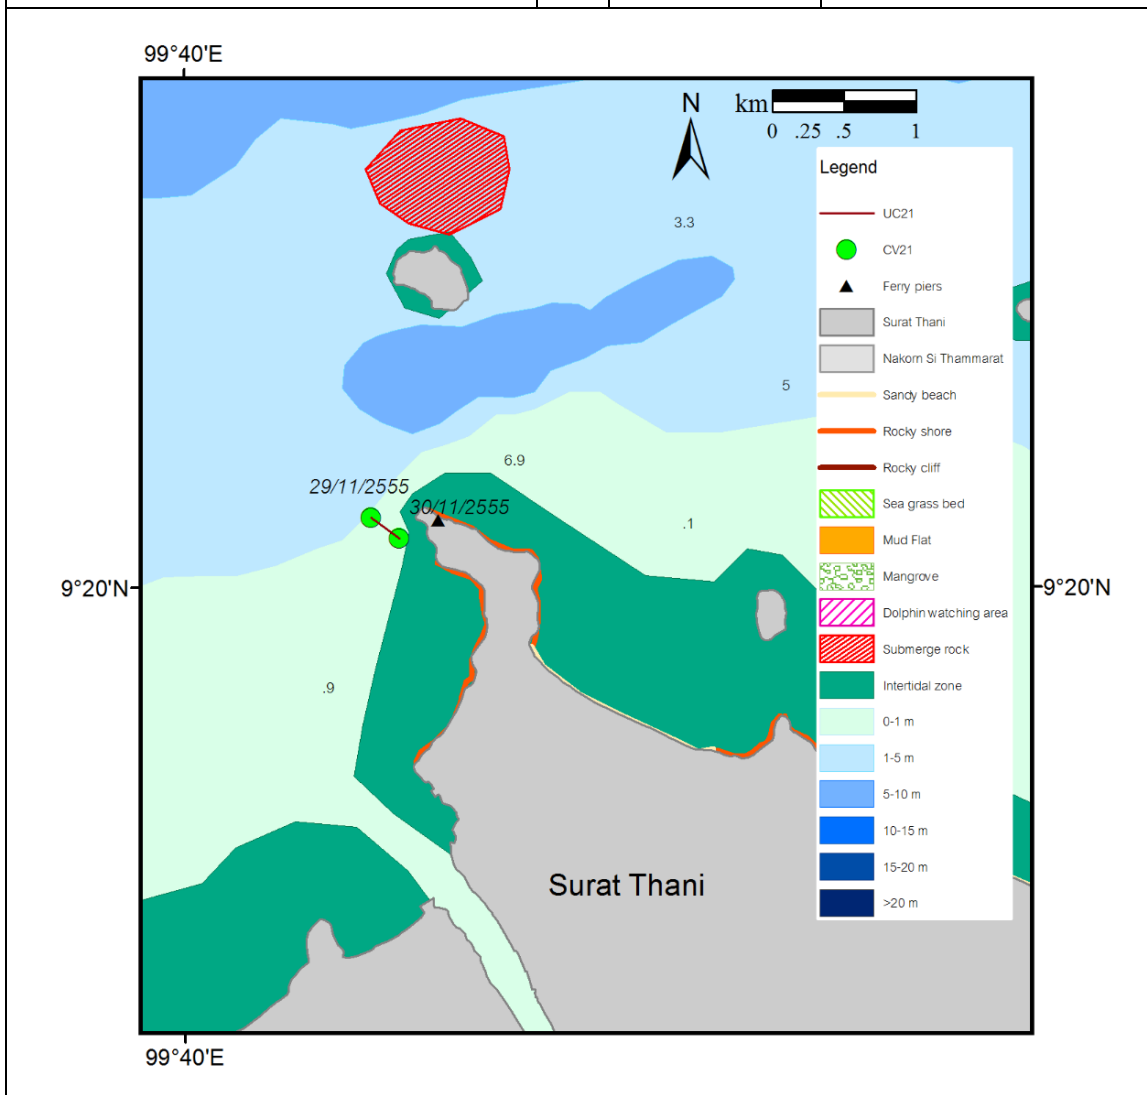 99°40'E
N
km
0 .25 .5 1
Legend
UC21
3.3
CV21
Ferry piers
Surat Thani
Nakorn Si Thammarat
5
Sandy beach
Rocky shore
6.9
Rocky cliff
29/11/2555
30/11/2555
Sea grass bed
.1
Mud Flat
9°20'N
Mangrove
9°20'N
Dolphin watching area
Submerge rock
.9
Intertidal zone
0-1 m
1-5 m
5-10 m
10-15 m
15-20 m
Surat Thani
>20 m
99°40'E